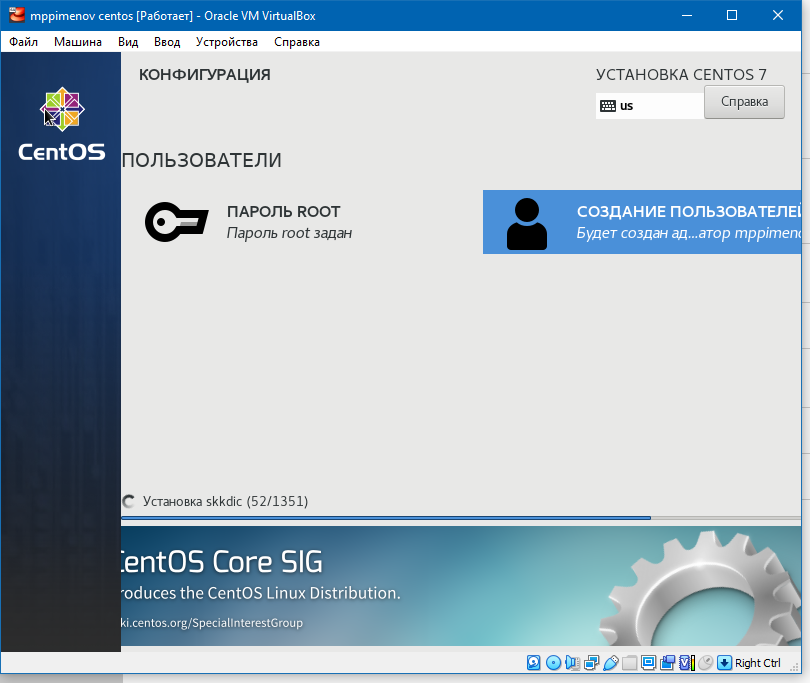 mppimenov centos [Работает] - Oracle VM VirtualBox
Файл Машина Вид Ввод Устройства Справка
КОНФИГУРАЦИЯ
УСТАНОВКА CENTOS 7
us
Справка
CentOS
ПОЛЬЗОВАТЕЛИ
ПАРОЛЬ ROOT
Пароль root задан
СОЗДАНИЕ ПОЛЬЗОВАТЕЛЕЙ
Будет создан ад...атор mppimeno
Установка skkdic (52/1351)
CentOS Core SIG
roduces the CentOS Linux Distribution.
ki.centos.org/SpecialInterestGroup
Right Ctrl